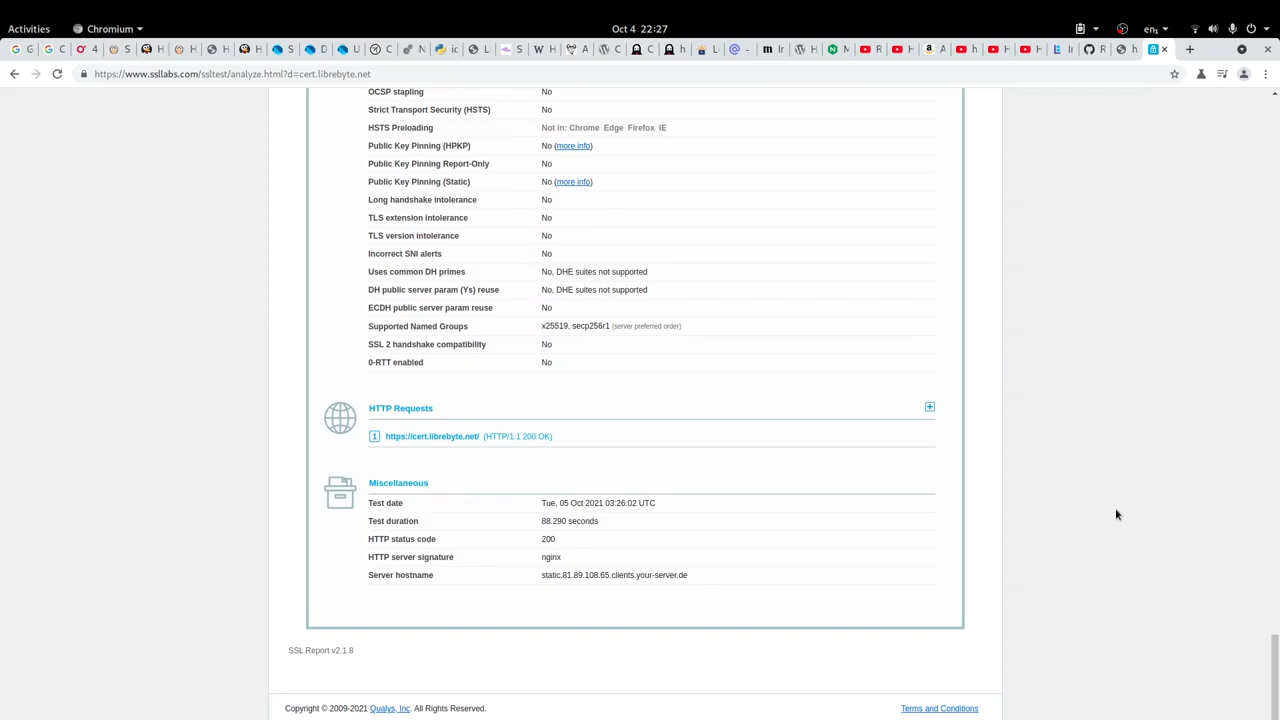 Activities
Chromium
Oct 4 22:27
en₁
https://www.ssllabs.com/ssltest/analyze.html?d=cert.librebyte.net
OCSP stapling No
Strict Transport Security (HSTS) No
HSTS Preloading Not in: Chrome Edge Firefox IE
Public Key Pinning (HPKP) No (more info)
Public Key Pinning Report-Only No
Public Key Pinning (Static) No (more info)
Long handshake intolerance No
TLS extension intolerance No
TLS version intolerance No
Incorrect SNI alerts No
Uses common DH primes No, DHE suites not supported
DH public server param (Ys) reuse No, DHE suites not supported
ECDH public server param reuse No
Supported Named Groups x25519, secp256r1 (server preferred order)
SSL 2 handshake compatibility No
0-RTT enabled No
HTTP Requests
1 https://cert.librebyte.net/ (HTTP/1.1 200 OK)
Miscellaneous
Test date Tue, 05 Oct 2021 03:26:02 UTC
Test duration 88.290 seconds
HTTP status code 200
HTTP server signature nginx
Server hostname static.81.89.108.65.clients.your-server.de
SSL Report v2.1.8
Copyright © 2009-2021 Qualys, Inc. All Rights Reserved.
Terms and Conditions